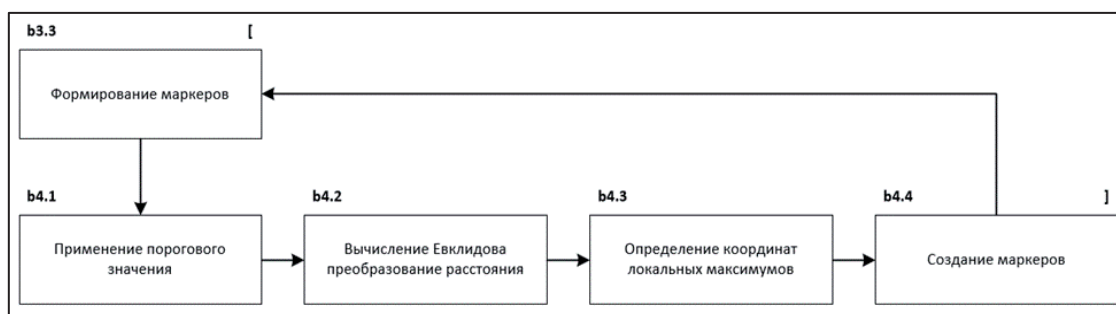 b3.3 [
Формирование маркеров
b4.1
Применение порогового
значения
b4.2
Вычисление Евклидова
преобразование расстояния
b4.3
Определение координат
локальных максимумов
b4.4 ]
Создание маркеров